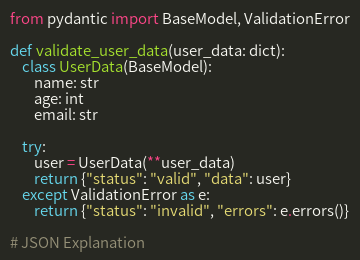 from pydantic import BaseModel, ValidationError

def validate_user_data(user_data: dict):
    class UserData(BaseModel):
        name: str
        age: int
        email: str

    try:
        user = UserData(**user_data)
        return {"status": "valid", "data": user}
    except ValidationError as e:
        return {"status": "invalid", "errors": e.errors()}

# JSON Explanation